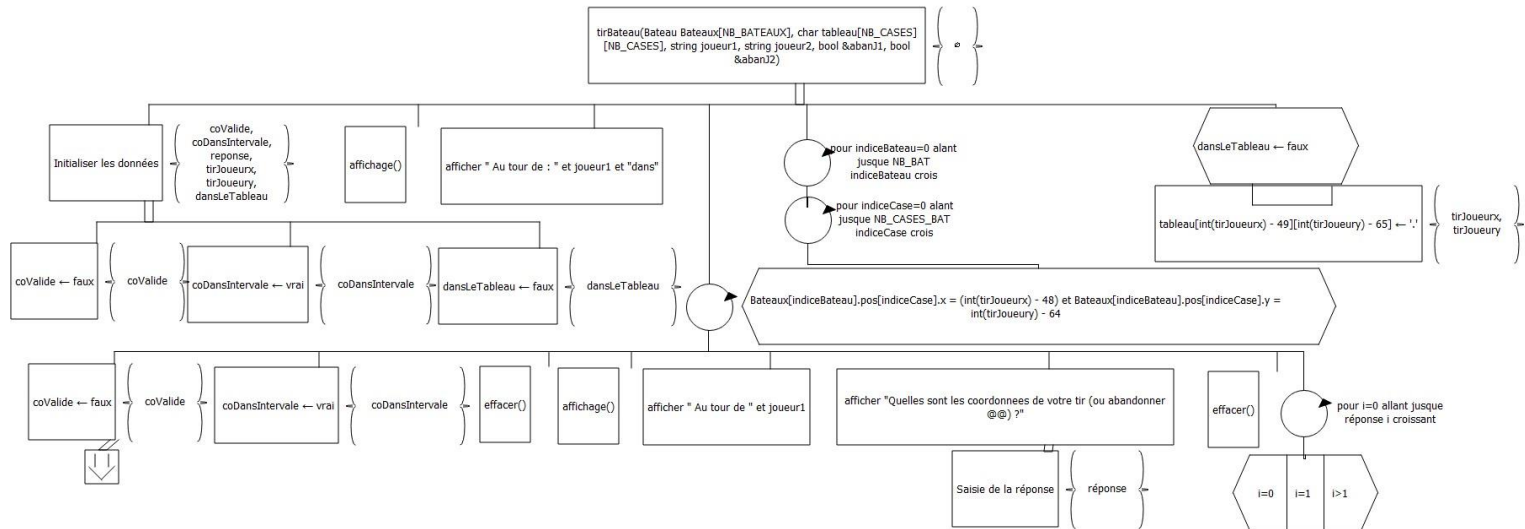 tirBateau(Bateau Bateaux[NB_BATEAUX], char tableau[NB_CASES]
[NB_CASES], string joueur1, string joueur2, bool &abanJ1, bool
&abanJ2)
ø
Initialiser les données
coValide,
coDansIntervale,
reponse,
tirJoueurx,
tirJoueury,
dansLeTableau
affichage()
afficher " Au tour de : " et joueur1 et "dans"
pour indiceBateau=0 alant
jusque NB_BAT
indiceBateau crois
pour indiceCase=0 alant
jusque NB_CASES_BAT
indiceCase crois
dansLeTableau ← faux
tableau[int(tirJoueurx) - 49][int(tirJoueury) - 65] ← '.'
tirJoueurx,
tirJoueury
coValide ← faux
coValide
coDansIntervale ← vrai
coDansIntervale
dansLeTableau ← faux
dansLeTableau
Bateaux[indiceBateau].pos[indiceCase].x = (int(tirJoueurx) - 48) et Bateaux[indiceBateau].pos[indiceCase].y =
int(tirJoueury) - 64
coValide ← faux
coValide
coDansIntervale ← vrai
coDansIntervale
effacer()
affichage()
afficher " Au tour de " et joueur1
afficher "Quelles sont les coordonnees de votre tir (ou abandonner
@@) ?"
effacer()
pour i=0 allant jusque
réponse i croissant
Saisie de la réponse
réponse
i=0
i=1
i>1